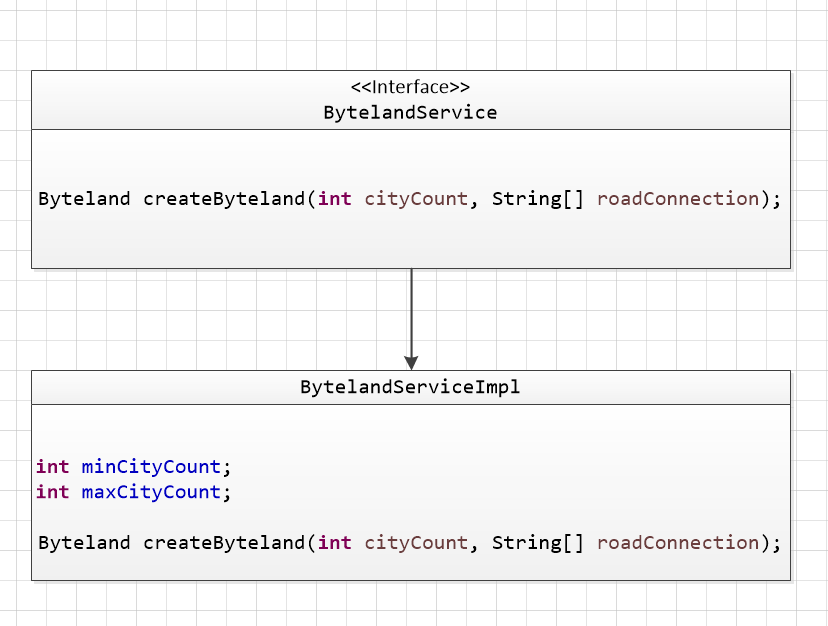 <<Interface>>
BytelandService
Byteland createByteland(int cityCount, String[] roadConnection);
BytelandServiceImpl
int minCityCount;
int maxCityCount;
Byteland createByteland(int cityCount, String[] roadConnection);